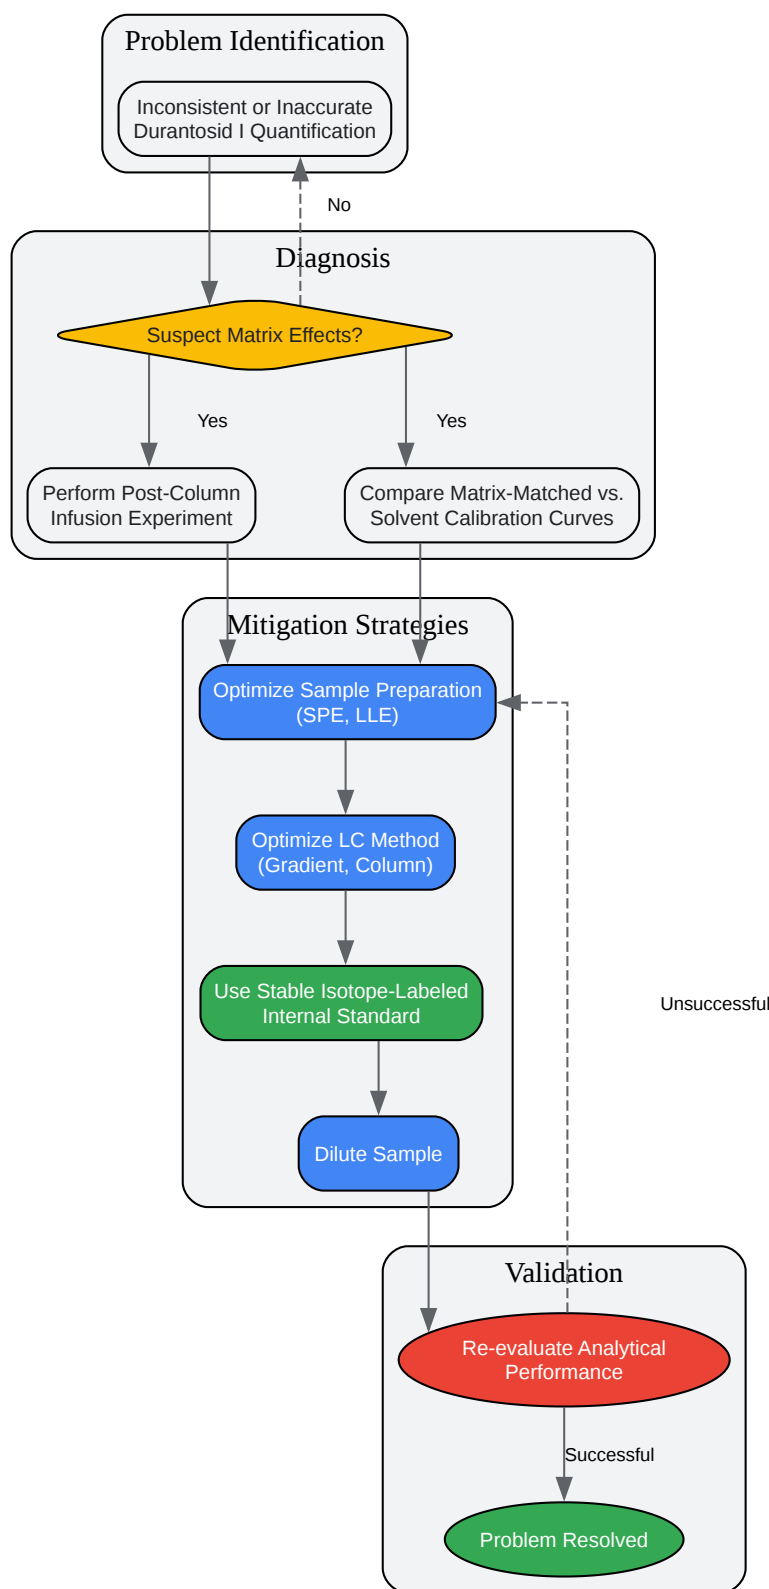 Problem Identification
Inconsistent or Inaccurate
Durantosid I Quantification
No
Diagnosis
Suspect Matrix Effects?
Yes
Yes
Perform Post-Column
Infusion Experiment
Compare Matrix-Matched vs.
Solvent Calibration Curves
Mitigation Strategies
Optimize Sample Preparation
(SPE, LLE)
Optimize LC Method
(Gradient, Column)
Use Stable Isotope-Labeled
Internal Standard
Unsuccessful
Dilute Sample
Validation
Re-evaluate Analytical
Performance
Successful
Problem Resolved